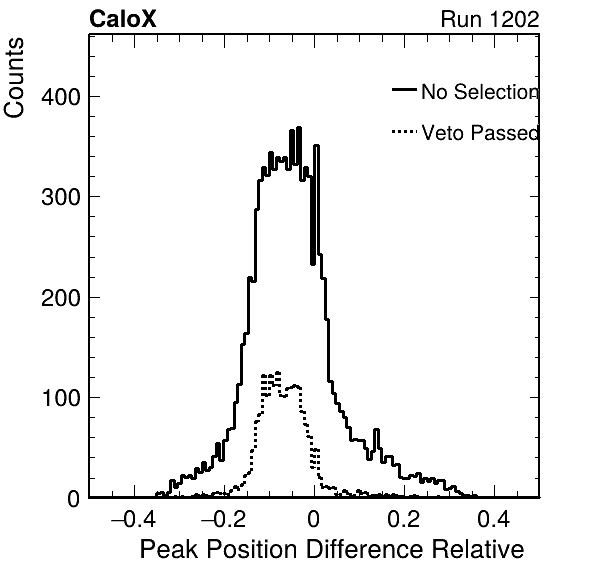 CaloX Run 1202
Counts
400
300
200
100
0
No Selection
Veto Passed
−0.4 −0.2 0 0.2 0.4
Peak Position Difference Relative